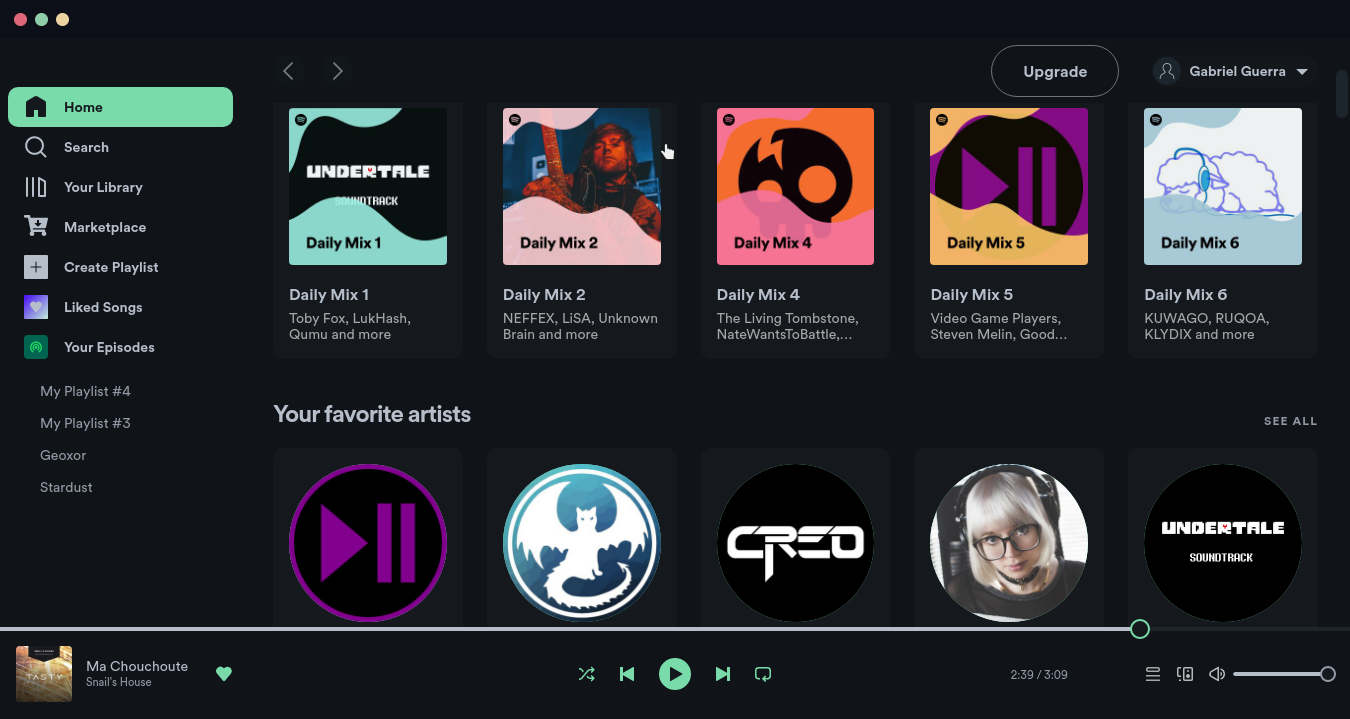 Upgrade
Gabriel Guerra
Home
Search
Your Library
Marketplace
Create Playlist
Liked Songs
Your Episodes
My Playlist #4
My Playlist #3
Geoxor
Stardust
UNDERTALE
SOUNDTRACK
Daily Mix 1
Daily Mix 2
Daily Mix 4
Daily Mix 5
Daily Mix 6
Daily Mix 1
Toby Fox, LukHash,
Qumu and more
Daily Mix 2
NEFFEX, LiSA, Unknown
Brain and more
Daily Mix 4
The Living Tombstone,
NateWantsToBattle,...
Daily Mix 5
Video Game Players,
Steven Melin, Good...
Daily Mix 6
KUWAGO, RUQOA,
KLYDIX and more
Your favorite artists
SEE ALL
CREO
UNDERTALE
SOUNDTRACK
TASTY
Ma Chouchoute
Snail's House
2:39 / 3:09